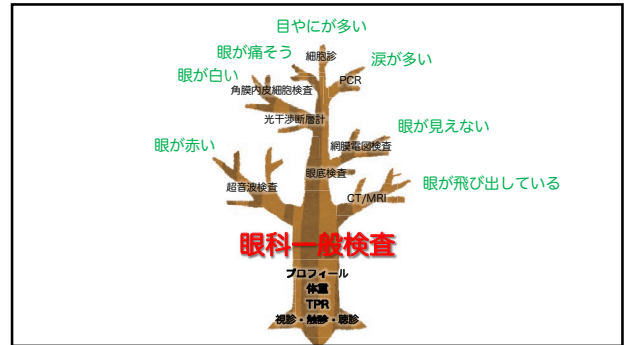 目やにが多い
眼が痛そう
細胞診
涙が多い
眼が白い
PCR
角膜内皮細胞検査
光干渉断層計
眼が見えない
眼が赤い
網膜電図検査
眼底検査
眼が飛び出している
超音波検査
CT/MRI
眼科一般検査
プロフィール
体重
TPR
視診・触診・聴診